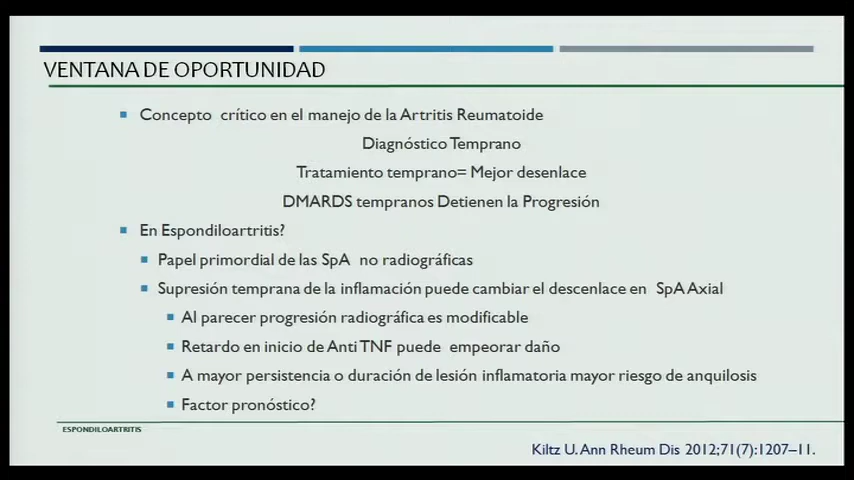 VENTANA DE OPORTUNIDAD
Concepto crítico en el manejo de la Artritis Reumatoide
Diagnóstico Temprano
Tratamiento temprano= Mejor desenlace
DMARDS tempranos Detienen la Progresión
En Espondiloartritis?
Papel primordial de las SpA no radiográficas
Supresión temprana de la inflamación puede cambiar el descenlace en SpA Axial
Al parecer progresión radiográfica es modificable
Retardo en inicio de Anti TNF puede empeorar daño
A mayor persistencia o duración de lesión inflamatoria mayor riesgo de anquilosis
Factor pronóstico?
ESPONDILOARTRITIS
Kiltz U. Ann Rheum Dis 2012;71(7):1207–11.